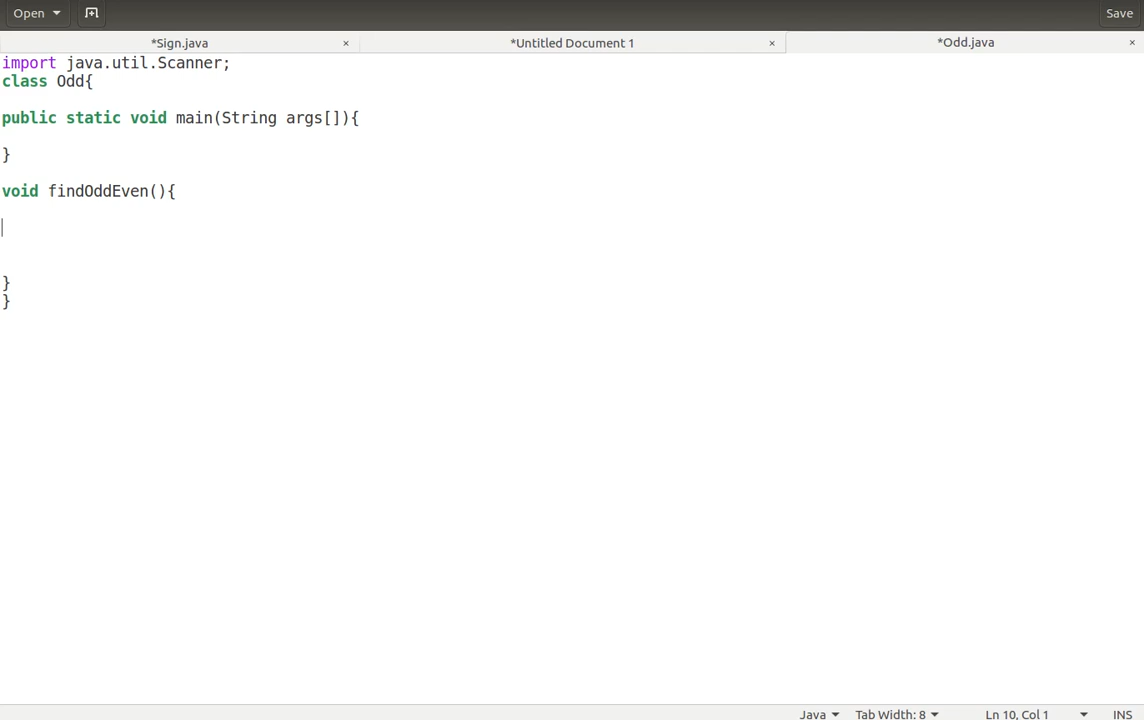 Open Save
*Sign.java × *Untitled Document 1 × *Odd.java ×
import java.util.Scanner;
class Odd{
public static void main(String args[]){
}
void findOddEven(){
}
}
Java Tab Width: 8 Ln 10, Col 1 INS